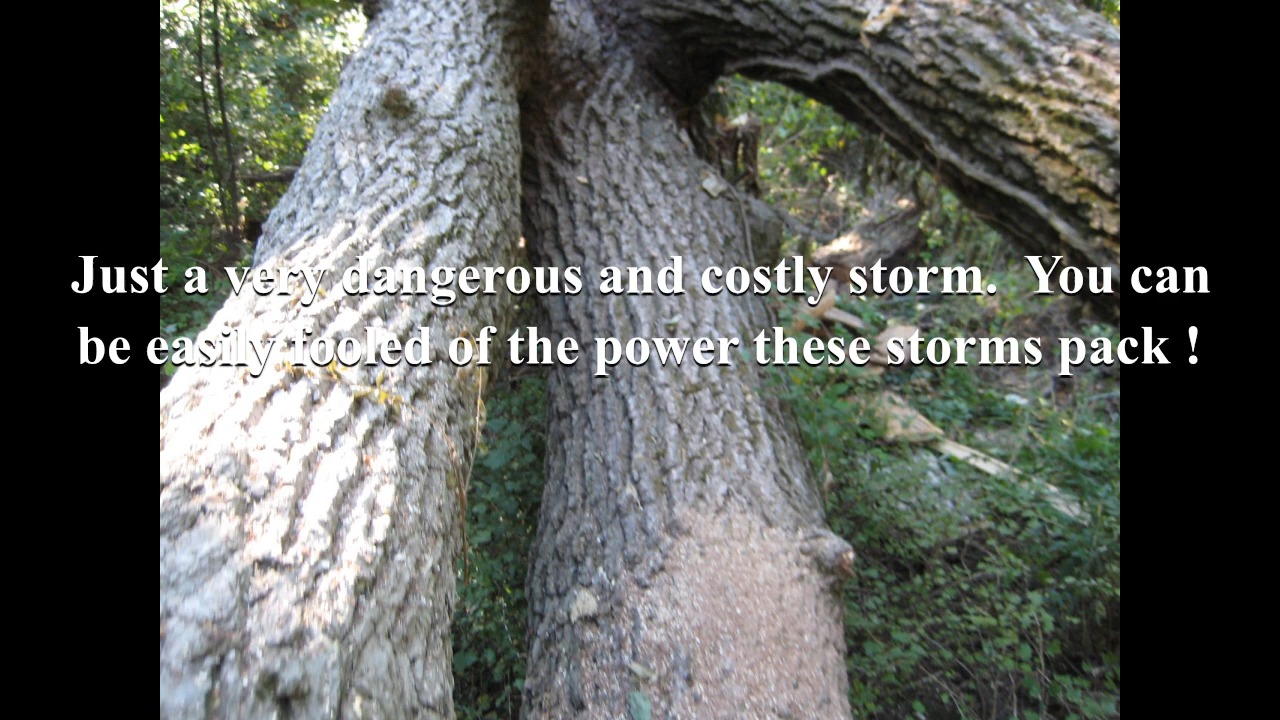 Just a very dangerous and costly storm.  You can
be easily fooled of the power these storms pack !